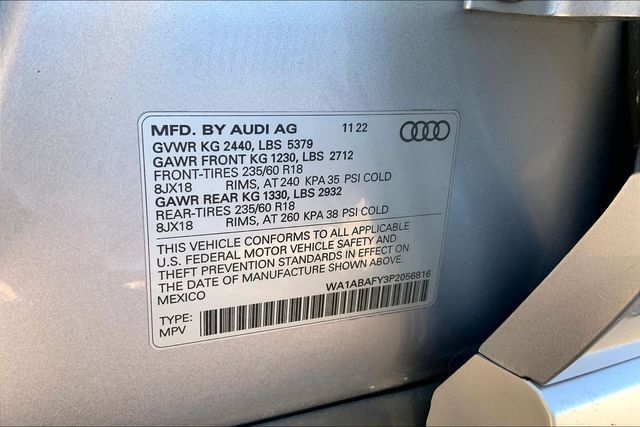 MFD. BY AUDI AG 11 22
GVWR KG 2440, LBS 5379
GAWR FRONT KG 1230, LBS 2712
FRONT-TIRES 235/60 R18
8JX18 RIMS, AT 240 KPA 35 PSI COLD
GAWR REAR KG 1330, LBS 2932
REAR-TIRES 235/60 R18
8JX18 RIMS, AT 260 KPA 38 PSI COLD
THIS VEHICLE CONFORMS TO ALL APPLICABLE
U.S. FEDERAL MOTOR VEHICLE SAFETY AND
THEFT PREVENTION STANDARDS IN EFFECT ON
THE DATE OF MANUFACTURE SHOWN ABOVE.
MEXICO WA1ABAFY3P2056816
TYPE:
MPV